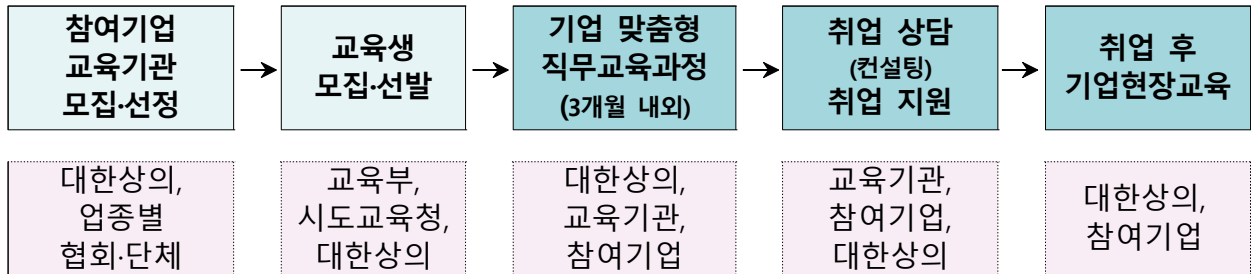 참여기업
교육기관
모집·선정
교육생
모집·선발
기업 맞춤형
직무교육과정
(3개월 내외)
취업 상담
(컨설팅)
취업 지원
취업 후
기업현장교육
대한상의,
업종별
협회·단체
교육부,
시도교육청,
대한상의
대한상의,
교육기관,
참여기업
교육기관,
참여기업,
대한상의
대한상의,
참여기업